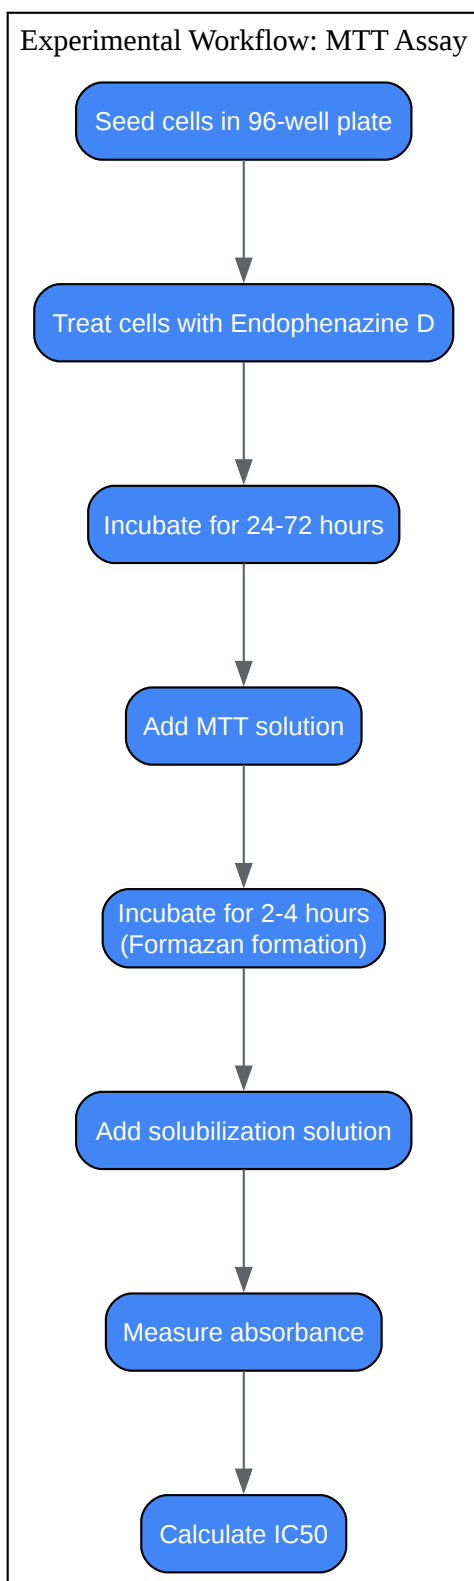 Experimental Workflow: MTT Assay
Seed cells in 96-well plate
Treat cells with Endophenazine D
Incubate for 24-72 hours
Add MTT solution
Incubate for 2-4 hours
(Formazan formation)
Add solubilization solution
Measure absorbance
Calculate IC50